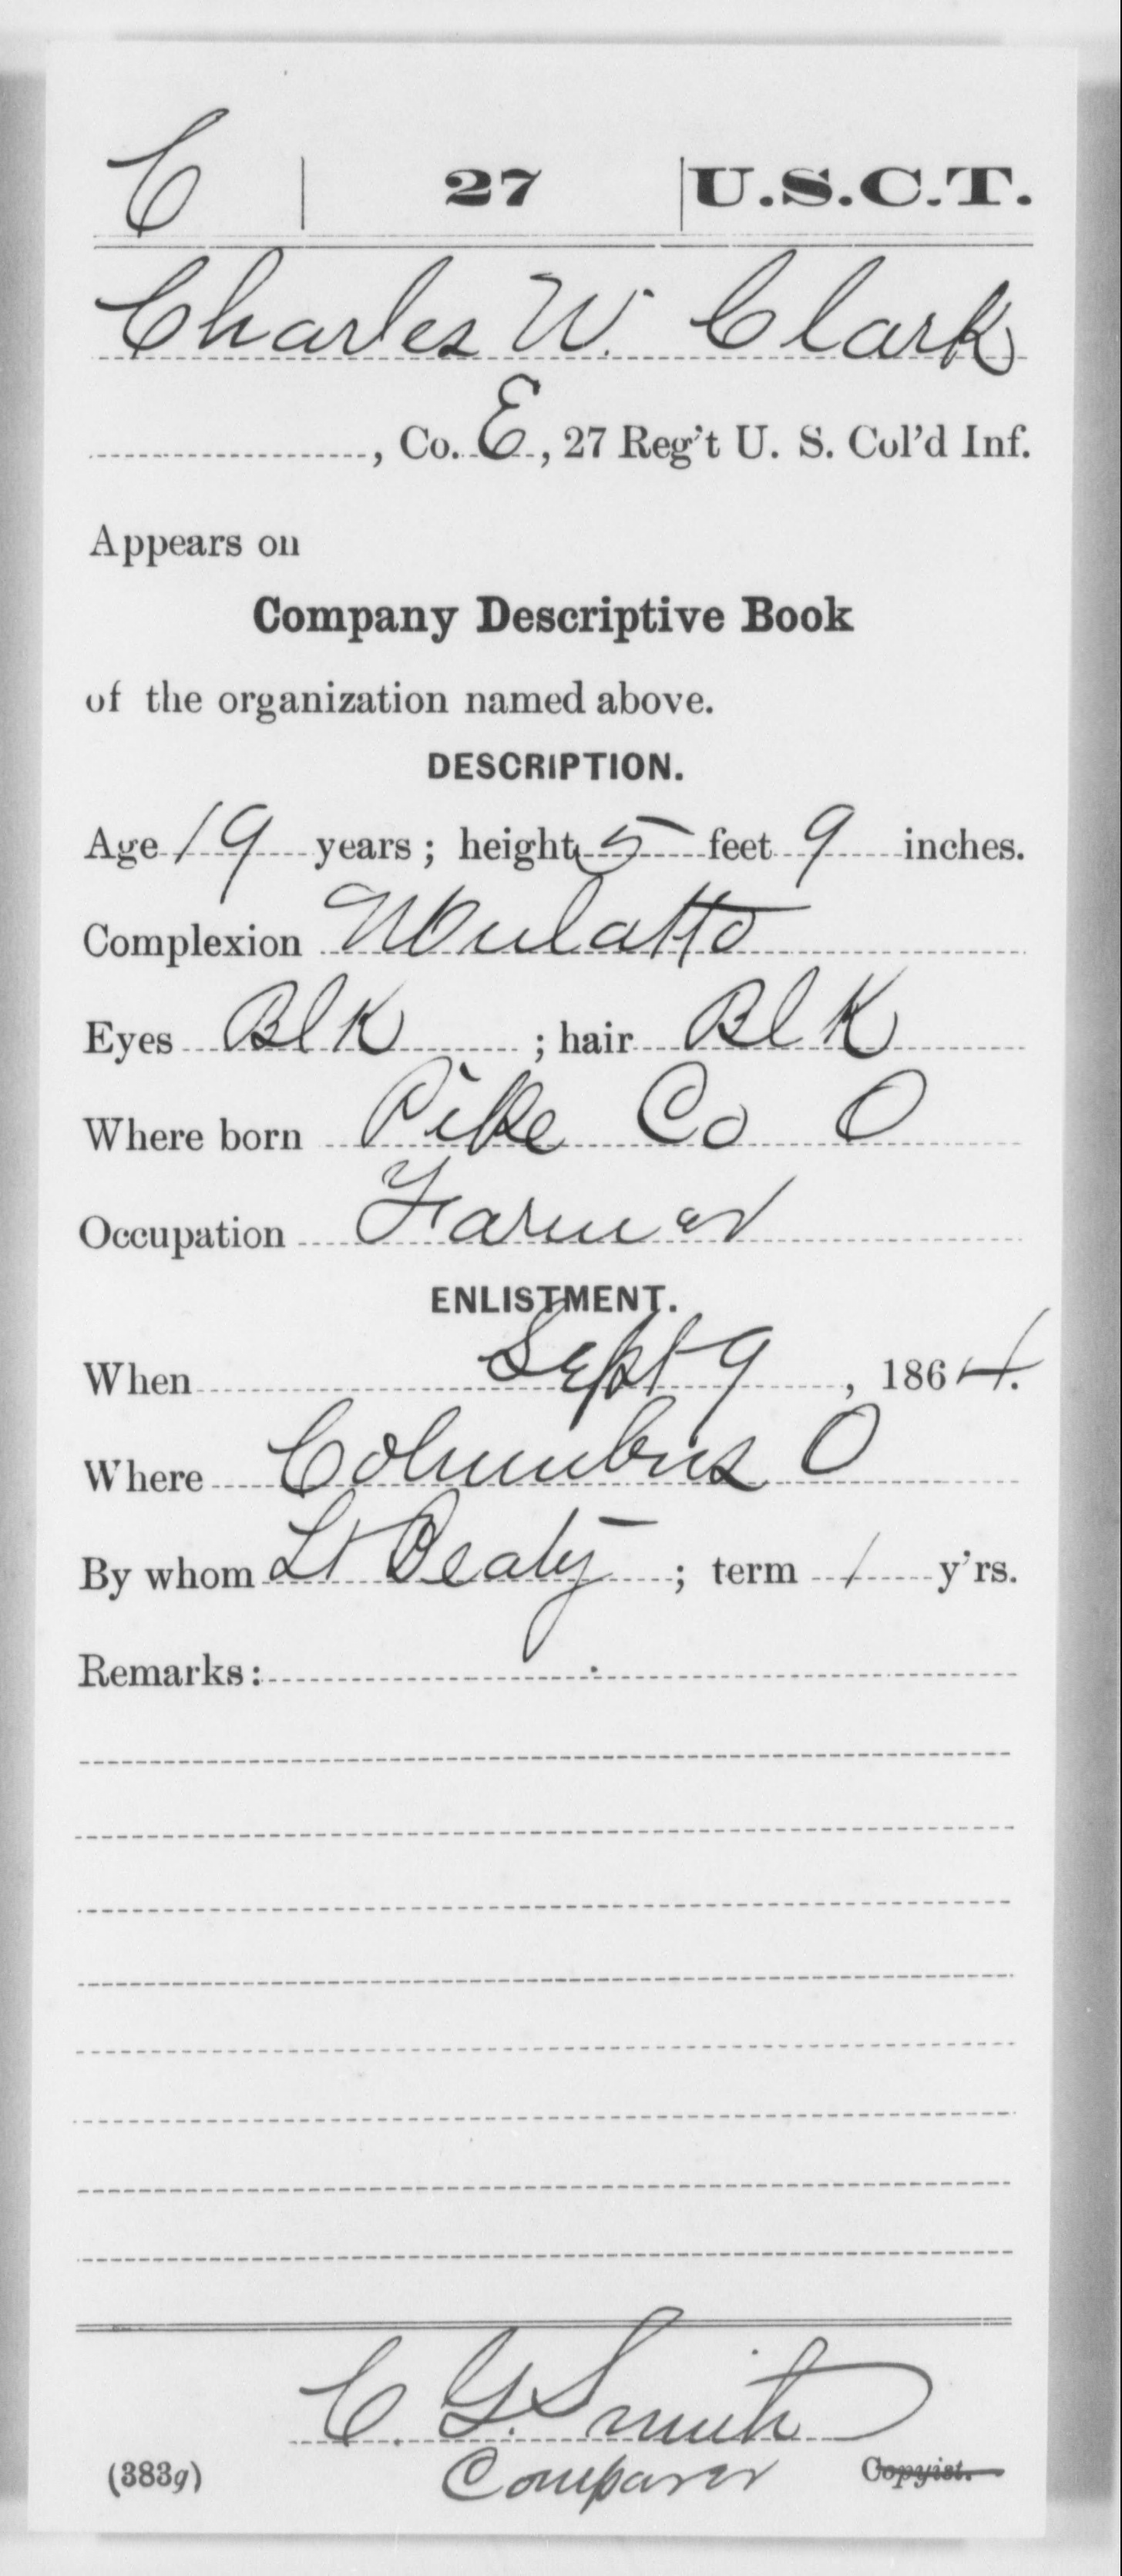 C | 27 | U.S.C.T.
Charles W. Clark
, Co. E, 27 Reg't U. S. Col'd Inf.
Appears on
Company Descriptive Book
of the organization named above.
DESCRIPTION.
Age 19 years; height 5 feet 9 inches.
Complexion Mulatto
Eyes Blk ; hair Blk
Where born Pike Co O
Occupation Farmer
ENLISTMENT.
When Sept 9, 1864.
Where Columbus O
By whom Lt Beaty ; term 1 y'rs.
Remarks:
C. G. Smith
(383g) Comparer Copyist.